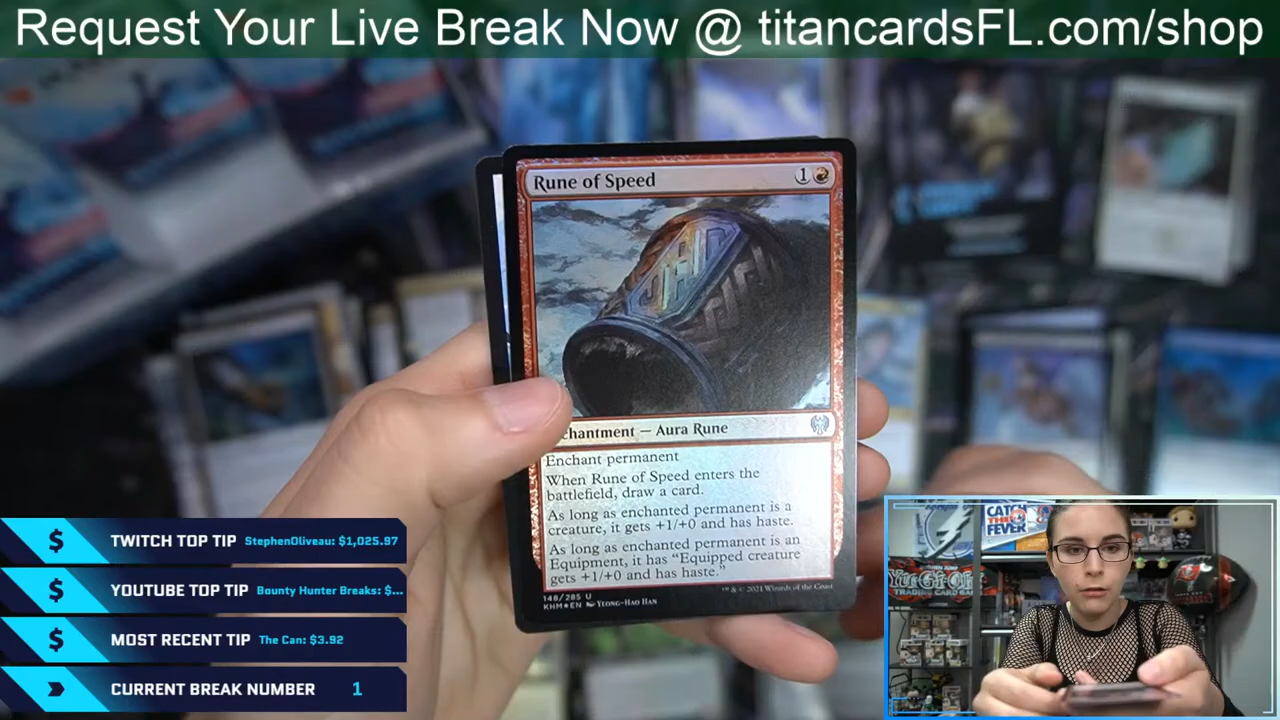 Request Your Live Break Now @ titancardsFL.com/shop
Rune of Speed 1
chantment — Aura Rune
Enchant permanent
When Rune of Speed enters the
battlefield, draw a card.
As long as enchanted permanent is a
creature, it gets +1/+0 and has haste.
As long as enchanted permanent is an
Equipment, it has “Equipped creature
gets +1/+0 and has haste.”
148/285 U
KHM★EN Yeong-Hao Han
™ & © 2021 Wizards of the Coast
$ TWITCH TOP TIP StephenOliveau: $1,025.97
$ YOUTUBE TOP TIP Bounty Hunter Breaks: $...
$ MOST RECENT TIP The Can: $3.92
CURRENT BREAK NUMBER 1
CATCH
THE
FEVER
Yu-Gi-Oh!
TRADING CARD GAME